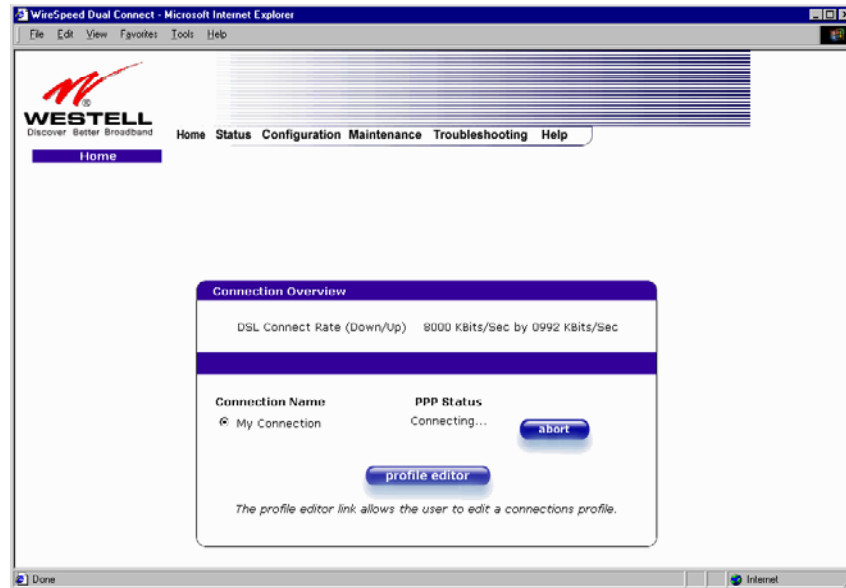 WireSpeed Dual Connect - Microsoft Internet Explorer
File Edit View Favorites Tools Help
®
WESTELL
Discover Better Broadband
Home Status Configuration Maintenance Troubleshooting Help
Home
Connection Overview
DSL Connect Rate (Down/Up) 8000 KBits/Sec by 0992 KBits/Sec
Connection Name PPP Status
My Connection Connecting... abort
profile editor
The profile editor link allows the user to edit a connections profile.
Done Internet